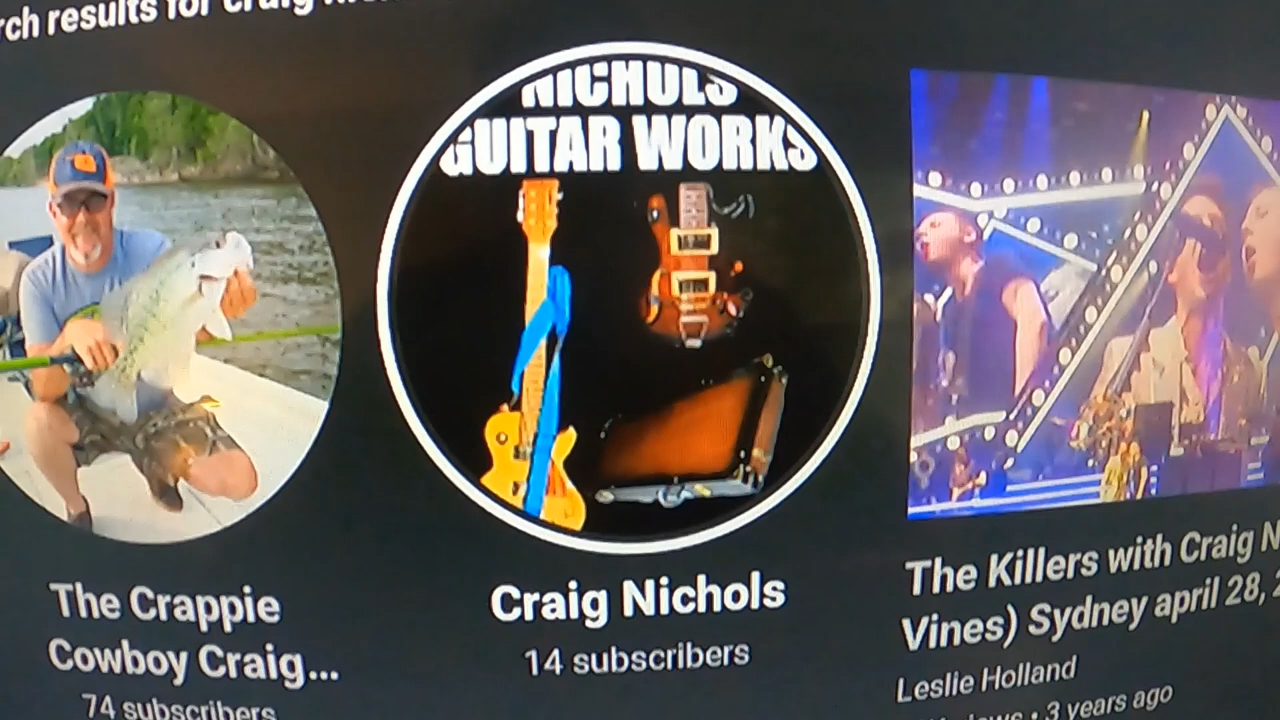 rch results for Craig
NICHOLS
GUITAR WORKS
The Crappie
Cowboy Craig...
74 subscribers
Craig Nichols
14 subscribers
The Killers with Craig N
Vines) Sydney april 28, 2
Leslie Holland
• 3 years ago